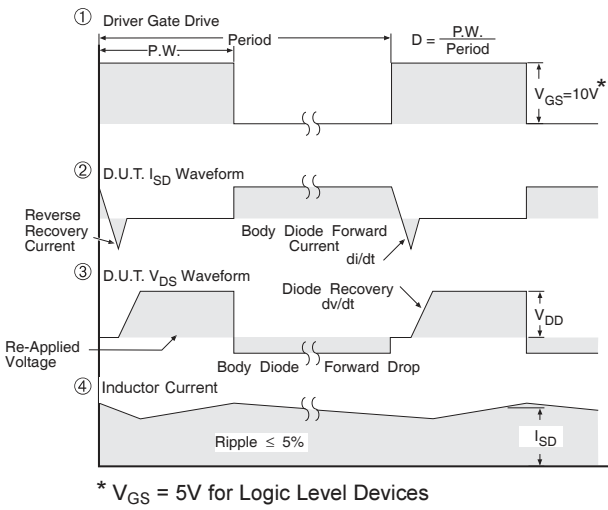 ① Driver Gate Drive
P.W.
Period
D = P.W.
Period
V_GS=10V*
② D.U.T. I_SD Waveform
Reverse
Recovery
Current
Body Diode Forward
Current
di/dt
③ D.U.T. V_DS Waveform
Diode Recovery
dv/dt
V_DD
Re-Applied
Voltage
Body Diode Forward Drop
④ Inductor Current
Ripple ≤ 5%
I_SD
* V_GS = 5V for Logic Level Devices